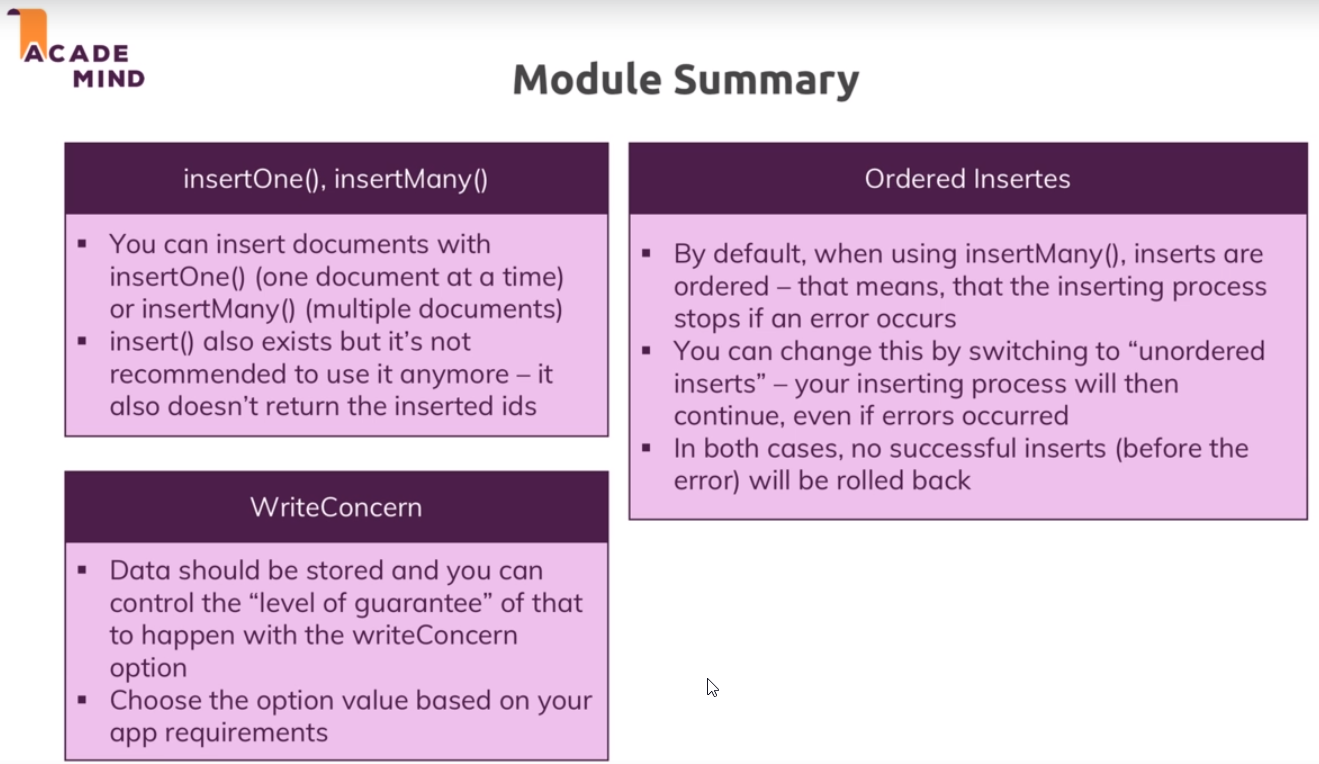 ACADE
MIND
Module Summary
insertOne(), insertMany()
▪ You can insert documents with
insertOne() (one document at a time)
or insertMany() (multiple documents)
▪ insert() also exists but it’s not
recommended to use it anymore – it
also doesn’t return the inserted ids
WriteConcern
▪ Data should be stored and you can
control the “level of guarantee” of that
to happen with the writeConcern
option
▪ Choose the option value based on your
app requirements
Ordered Insertes
▪ By default, when using insertMany(), inserts are
ordered – that means, that the inserting process
stops if an error occurs
▪ You can change this by switching to “unordered
inserts” – your inserting process will then
continue, even if errors occurred
▪ In both cases, no successful inserts (before the
error) will be rolled back